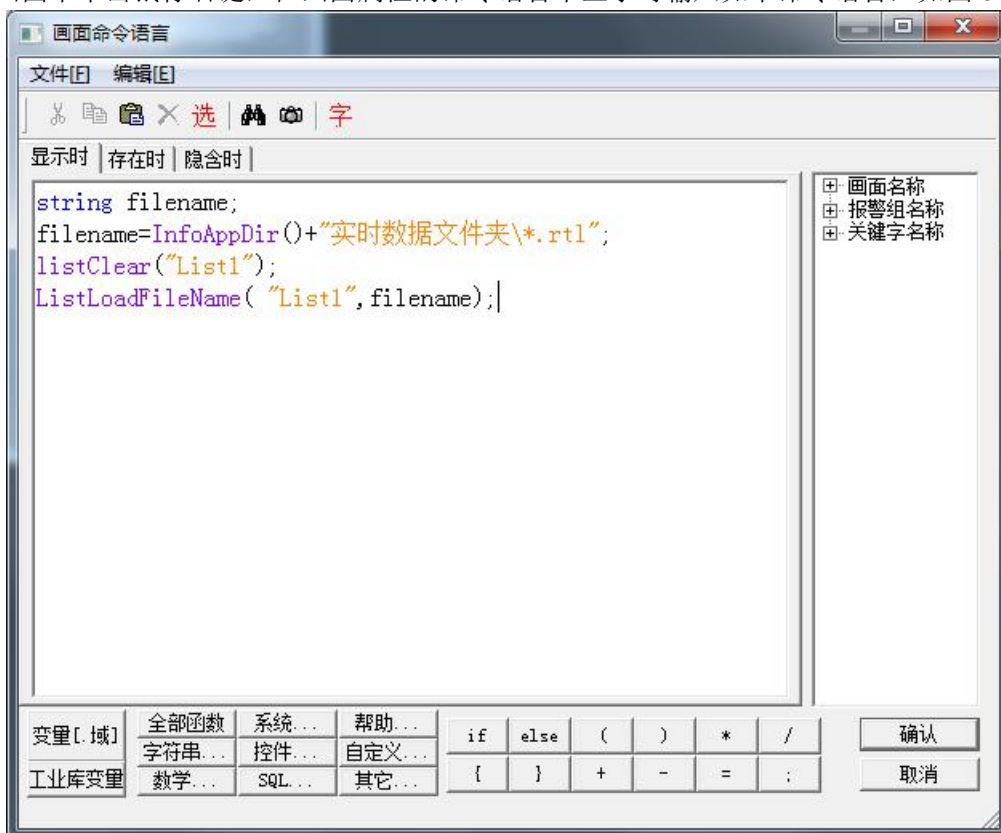 画面命令语言
文件[F] 编辑[E]
选 字
显示时 存在时 隐含时
string filename;
filename=InfoAppDir()+"实时数据文件夹\*.rtl";
listClear("List1");
ListLoadFileName( "List1",filename);
画面名称
报警组名称
关键字名称
变量[.域] 全部函数 系统... 帮助... if else ( ) * / 确认
字符串... 控件... 自定义...
工业库变量 数学... SQL... 其它... { } + - = ; 取消